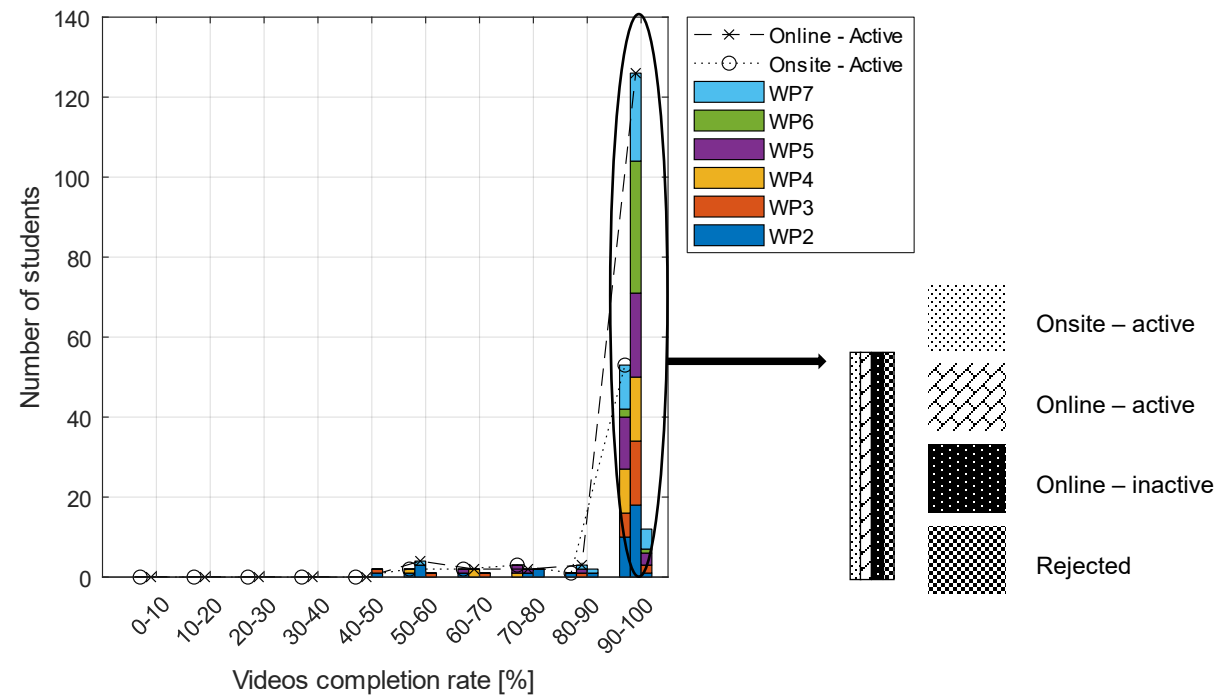 140
120
100
80
60
40
20
0
Number of students
0-10
10-20
20-30
30-40
40-50
50-60
60-70
70-80
80-90
90-100
Videos completion rate [%]
Online - Active
Onsite - Active
WP7
WP6
WP5
WP4
WP3
WP2
Onsite – active
Online – active
Online – inactive
Rejected